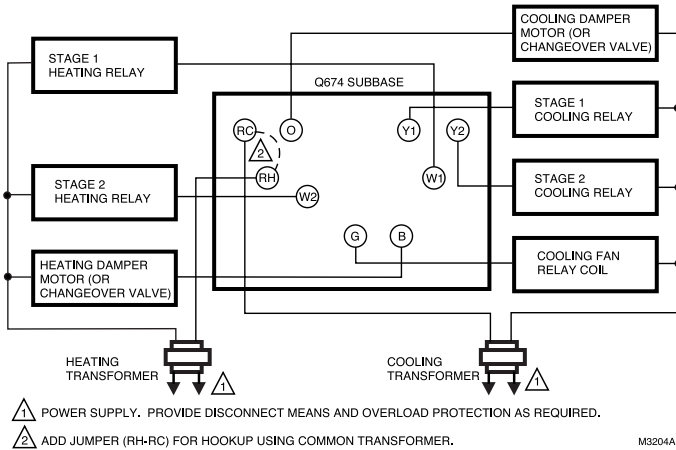 COOLING DAMPER
MOTOR (OR
CHANGEOVER VALVE)
STAGE 1
HEATING RELAY
Q674 SUBBASE
STAGE 1
COOLING RELAY
RC
O
Y1
Y2
2
RH
W1
W2
STAGE 2
HEATING RELAY
STAGE 2
COOLING RELAY
G
B
HEATING DAMPER
MOTOR (OR
CHANGEOVER VALVE)
COOLING FAN
RELAY COIL
HEATING
TRANSFORMER
1
COOLING
TRANSFORMER
1
1 POWER SUPPLY. PROVIDE DISCONNECT MEANS AND OVERLOAD PROTECTION AS REQUIRED.
2 ADD JUMPER (RH-RC) FOR HOOKUP USING COMMON TRANSFORMER.
M3204A